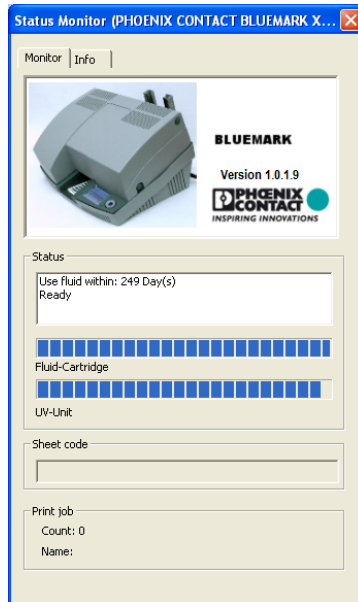 Status Monitor (PHOENIX CONTACT BLUEMARK X...
Monitor
Info
BLUEMARK
Version 1.0.1.9
PHŒNIX
CONTACT
INSPIRING INNOVATIONS
Status
Use fluid within: 249 Day(s)
Ready
Fluid-Cartridge
UV-Unit
Sheet code
Print job
Count: 0
Name: